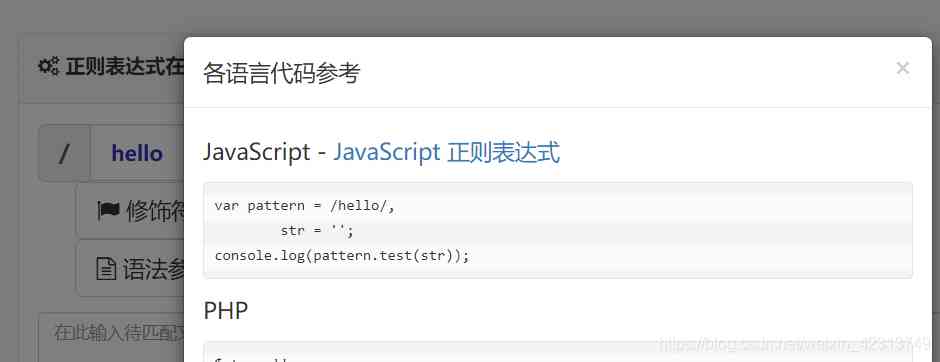 正则表达式在
各语言代码参考
×
/ hello
JavaScript - JavaScript 正则表达式
修饰符
var pattern = /hello/,
str = '';
console.log(pattern.test(str));
语法参
PHP
在此输入待匹配文
https://blog.csdn.net/weixin_42313749